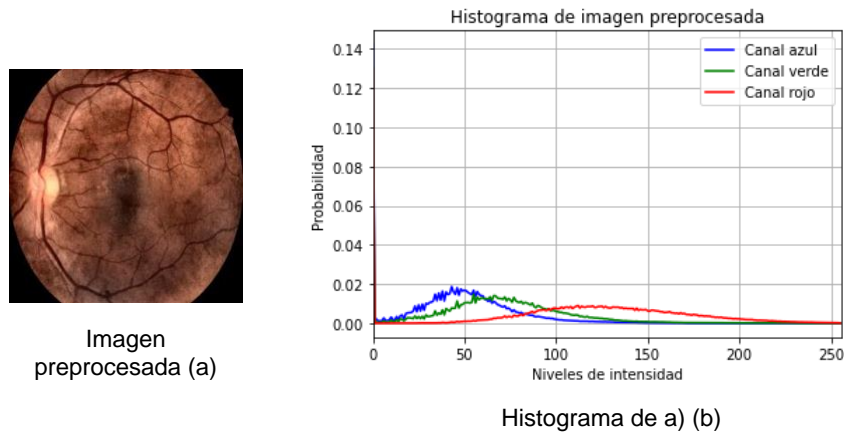 Histograma de imagen preprocesada
0.14
0.12
0.10
0.08
0.06
0.04
0.02
0.00
Probabilidad
Canal azul
Canal verde
Canal rojo
0 50 100 150 200 250
Niveles de intensidad
Imagen
preprocesada (a)
Histograma de a) (b)